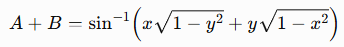 A + B = sin⁻¹(x√(1 − y²) + y√(1 − x²))